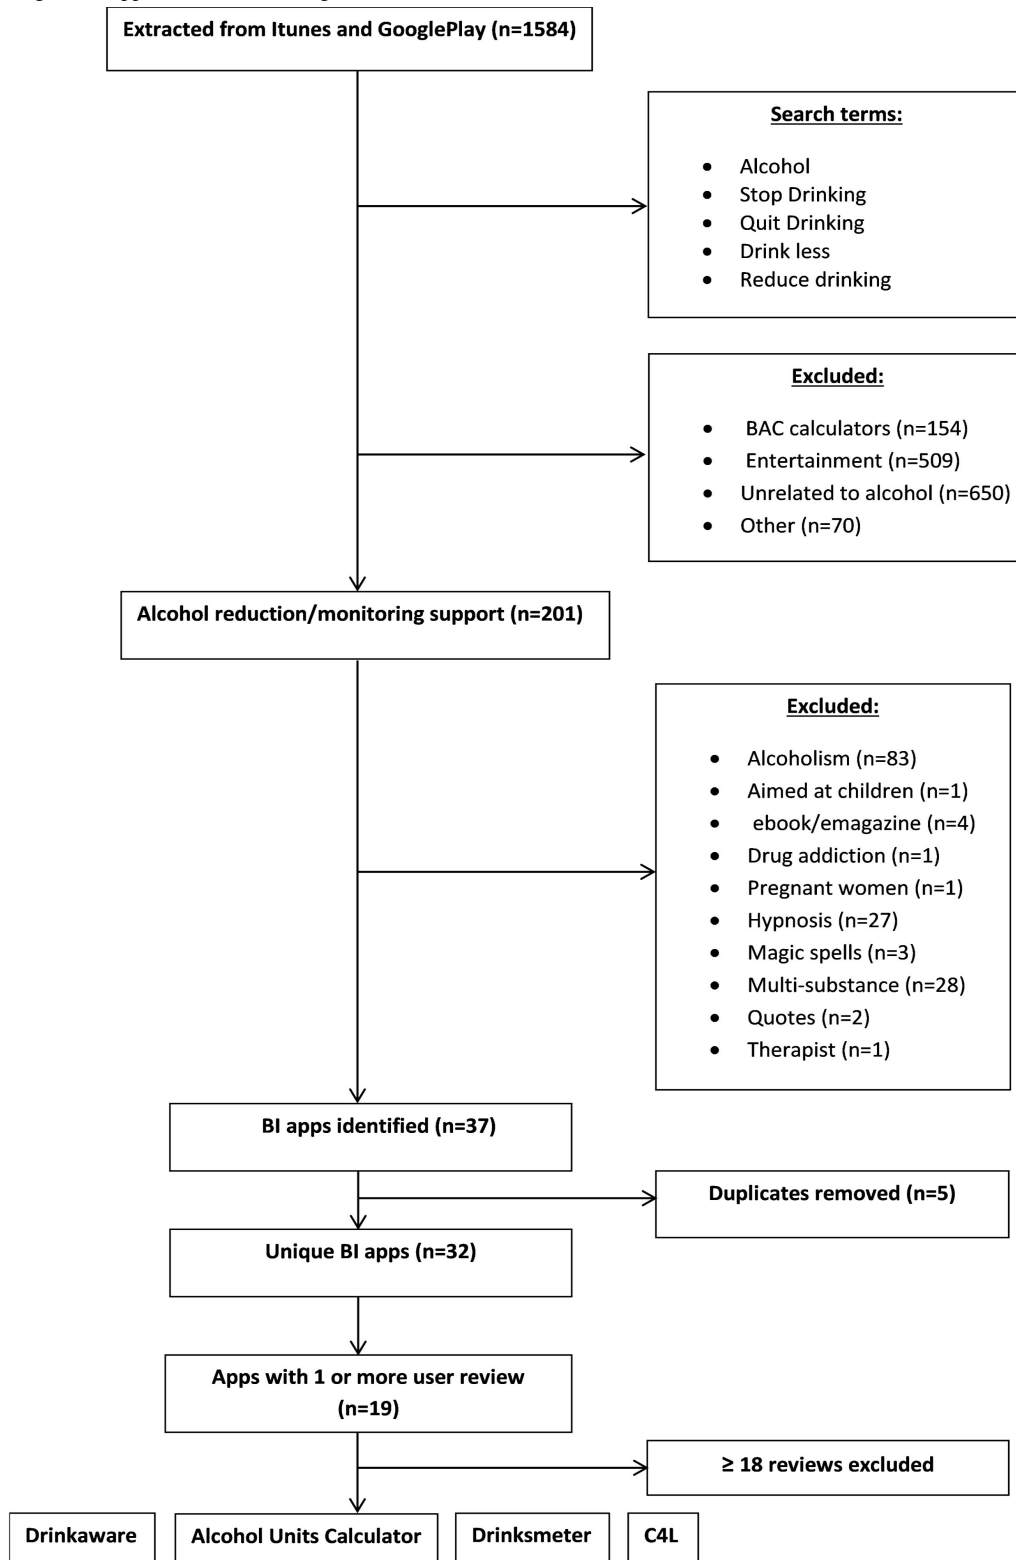 Extracted from Itunes and GooglePlay (n=1584)
Search terms:
• Alcohol
• Stop Drinking
• Quit Drinking
• Drink less
• Reduce drinking
Excluded:
• BAC calculators (n=154)
• Entertainment (n=509)
• Unrelated to alcohol (n=650)
• Other (n=70)
Alcohol reduction/monitoring support (n=201)
Excluded:
• Alcoholism (n=83)
• Aimed at children (n=1)
• ebook/emagazine (n=4)
• Drug addiction (n=1)
• Pregnant women (n=1)
• Hypnosis (n=27)
• Magic spells (n=3)
• Multi-substance (n=28)
• Quotes (n=2)
• Therapist (n=1)
BI apps identified (n=37)
Duplicates removed (n=5)
Unique BI apps (n=32)
Apps with 1 or more user review
(n=19)
≥ 18 reviews excluded
Drinkaware
Alcohol Units Calculator
Drinksmeter
C4L